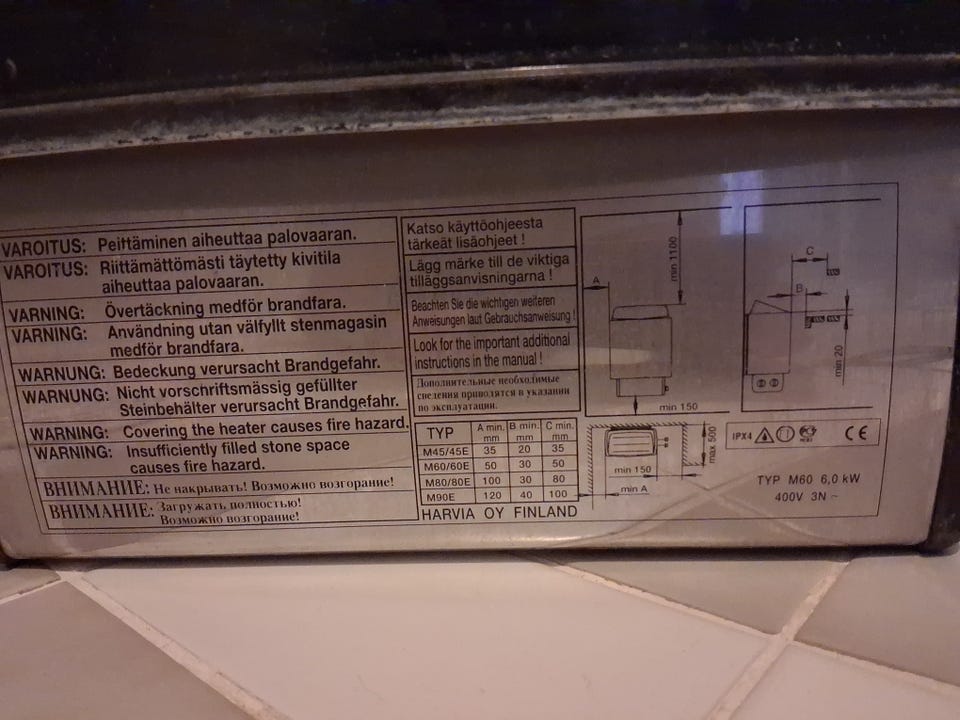 VAROITUS: Peittäminen aiheuttaa palovaaran.
VAROITUS: Riittämättömästi täytetty kivitila
aiheuttaa palovaaran.
VARNING: Övertäckning medför brandfara.
VARNING: Användning utan välfyllt stenmagasin
medför brandfara.
WARNUNG: Bedeckung verursacht Brandgefahr.
WARNUNG: Nicht vorschriftsmässig gefüllter
Steinbehälter verursacht Brandgefahr.
WARNING: Covering the heater causes fire hazard.
WARNING: Insufficiently filled stone space
causes fire hazard.
ВНИМАНИЕ: Не накрывать! Возможно возгорание!
ВНИМАНИЕ: Загружать полностью!
Возможно возгорание!
Katso käyttöohjeesta
tärkeät lisäohjeet !
Lägg märke till de viktiga
tilläggsanvisningarna !
Beachten Sie die wichtigen weiteren
Anweisungen laut Gebrauchsanweisung !
Look for the important additional
instructions in the manual !
Дополнительные необходимые
сведения приводятся в указании
по эксплуатации.
TYP A min. mm B min. mm C min. mm
M45/45E 35 20 35
M60/60E 50 30 50
M80/80E 100 30 80
M90E 120 40 100
HARVIA OY FINLAND
A
min 1100
min 150
C
B
min 20
min 150
min A
max 500
IPX4
CE
TYP M60 6,0 kW
400V 3N ~